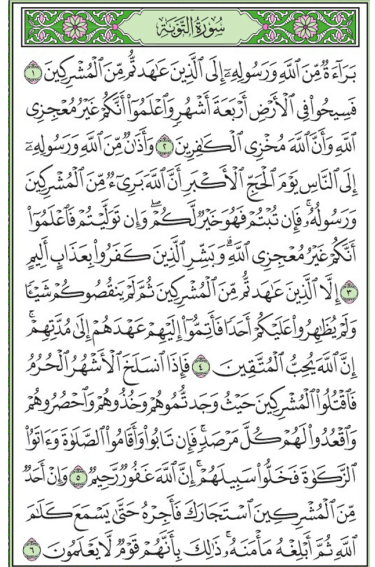 سُورَةُ التَّوْبَةِ
بَرَآءَةٌ مِّنَ ٱللَّهِ وَرَسُولِهِۦٓ إِلَى ٱلَّذِينَ عَٰهَدتُّم مِّنَ ٱلْمُشْرِكِينَ ١
فَسِيحُوا۟ فِى ٱلْأَرْضِ أَرْبَعَةَ أَشْهُرٍ وَٱعْلَمُوٓا۟ أَنَّكُمْ غَيْرُ مُعْجِزِى
ٱللَّهِ وَأَنَّ ٱللَّهَ مُخْزِى ٱلْكَٰفِرِينَ ٢ وَأَذَٰنٌ مِّنَ ٱللَّهِ وَرَسُولِهِۦٓ
إِلَى ٱلنَّاسِ يَوْمَ ٱلْحَجِّ ٱلْأَكْبَرِ أَنَّ ٱللَّهَ بَرِىٓءٌ مِّنَ ٱلْمُشْرِكِينَ
وَرَسُولُهُۥ فَإِن تُبْتُمْ فَهُوَ خَيْرٌ لَّكُمْ وَإِن تَوَلَّيْتُمْ فَٱعْلَمُوٓا۟
أَنَّكُمْ غَيْرُ مُعْجِزِى ٱللَّهِ وَبَشِّرِ ٱلَّذِينَ كَفَرُوا۟ بِعَذَابٍ أَلِيمٍ
٣ إِلَّا ٱلَّذِينَ عَٰهَدتُّم مِّنَ ٱلْمُشْرِكِينَ ثُمَّ لَمْ يَنقُصُوكُمْ شَيْـًٔا
وَلَمْ يُظَٰهِرُوا۟ عَلَيْكُمْ أَحَدًا فَأَتِمُّوٓا۟ إِلَيْهِمْ عَهْدَهُمْ إِلَىٰ مُدَّتِهِمْ
إِنَّ ٱللَّهَ يُحِبُّ ٱلْمُتَّقِينَ ٤ فَإِذَا ٱنسَلَخَ ٱلْأَشْهُرُ ٱلْحُرُمُ
فَٱقْتُلُوا۟ ٱلْمُشْرِكِينَ حَيْثُ وَجَدتُّمُوهُمْ وَخُذُوهُمْ وَٱحْصُرُوهُمْ
وَٱقْعُدُوا۟ لَهُمْ كُلَّ مَرْصَدٍ فَإِن تَابُوا۟ وَأَقَامُوا۟ ٱلصَّلَوٰةَ وَءَاتَوُا۟
ٱلزَّكَوٰةَ فَخَلُّوا۟ سَبِيلَهُمْ إِنَّ ٱللَّهَ غَفُورٌ رَّحِيمٌ ٥ وَإِنْ أَحَدٌ
مِّنَ ٱلْمُشْرِكِينَ ٱسْتَجَارَكَ فَأَجِرْهُ حَتَّىٰ يَسْمَعَ كَلَٰمَ
ٱللَّهِ ثُمَّ أَبْلِغْهُ مَأْمَنَهُۥ ذَٰلِكَ بِأَنَّهُمْ قَوْمٌ لَّا يَعْلَمُونَ ٦